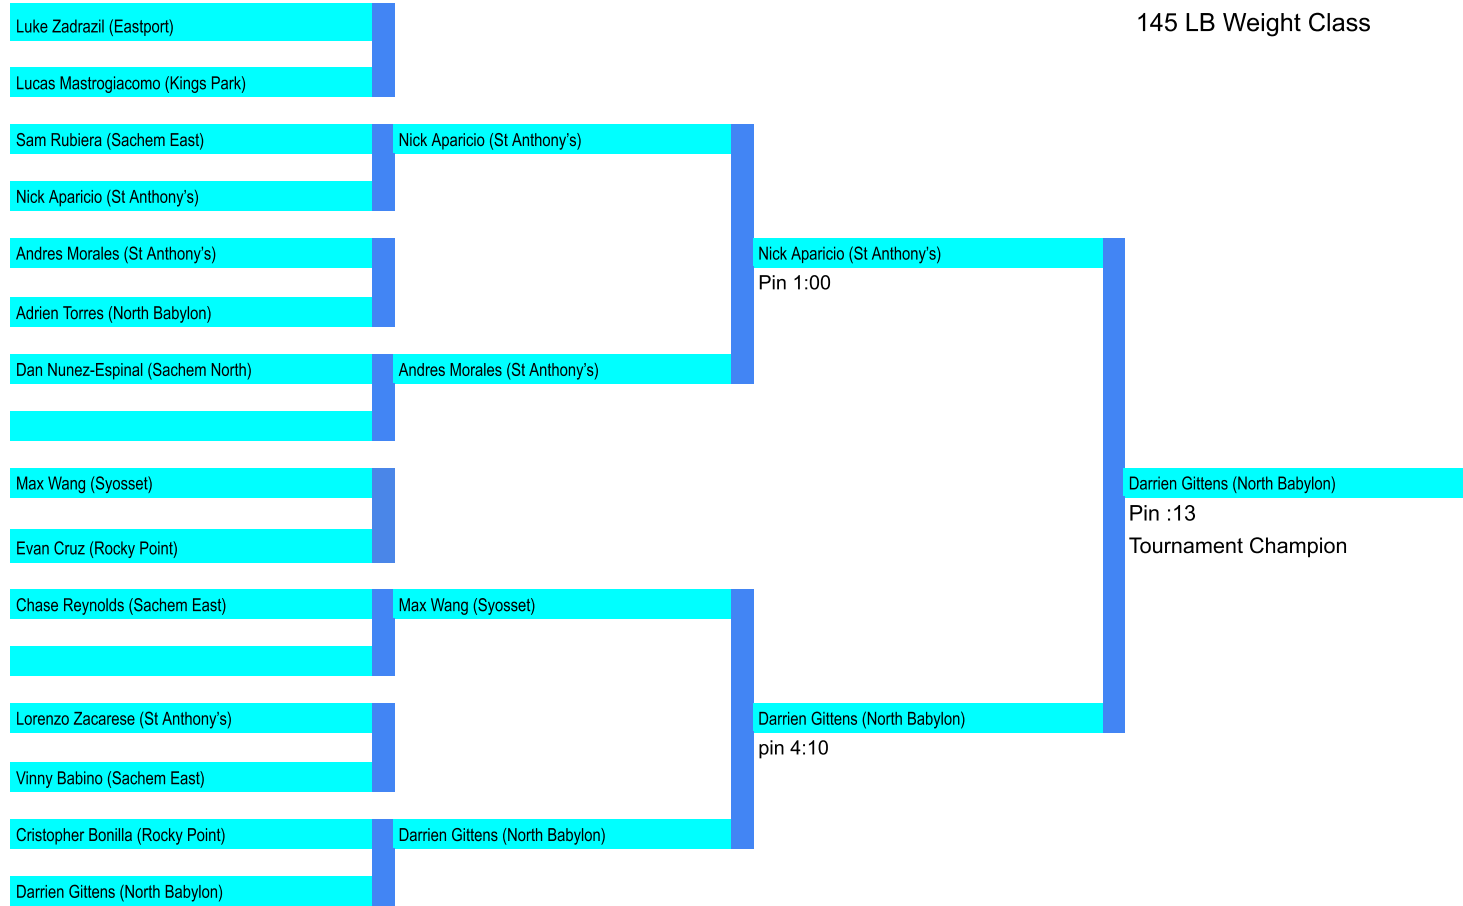 145 LB Weight Class
Luke Zadrazil (Eastport)
Lucas Mastrogiacomo (Kings Park)
Sam Rubiera (Sachem East)
Nick Aparicio (St Anthony’s)
Andres Morales (St Anthony’s)
Adrien Torres (North Babylon)
Dan Nunez-Espinal (Sachem North)
Max Wang (Syosset)
Evan Cruz (Rocky Point)
Chase Reynolds (Sachem East)
Lorenzo Zacarese (St Anthony’s)
Vinny Babino (Sachem East)
Cristopher Bonilla (Rocky Point)
Darrien Gittens (North Babylon)
Nick Aparicio (St Anthony’s)
Andres Morales (St Anthony’s)
Max Wang (Syosset)
Darrien Gittens (North Babylon)
Nick Aparicio (St Anthony’s)
Pin 1:00
Darrien Gittens (North Babylon)
pin 4:10
Darrien Gittens (North Babylon)
Pin :13
Tournament Champion